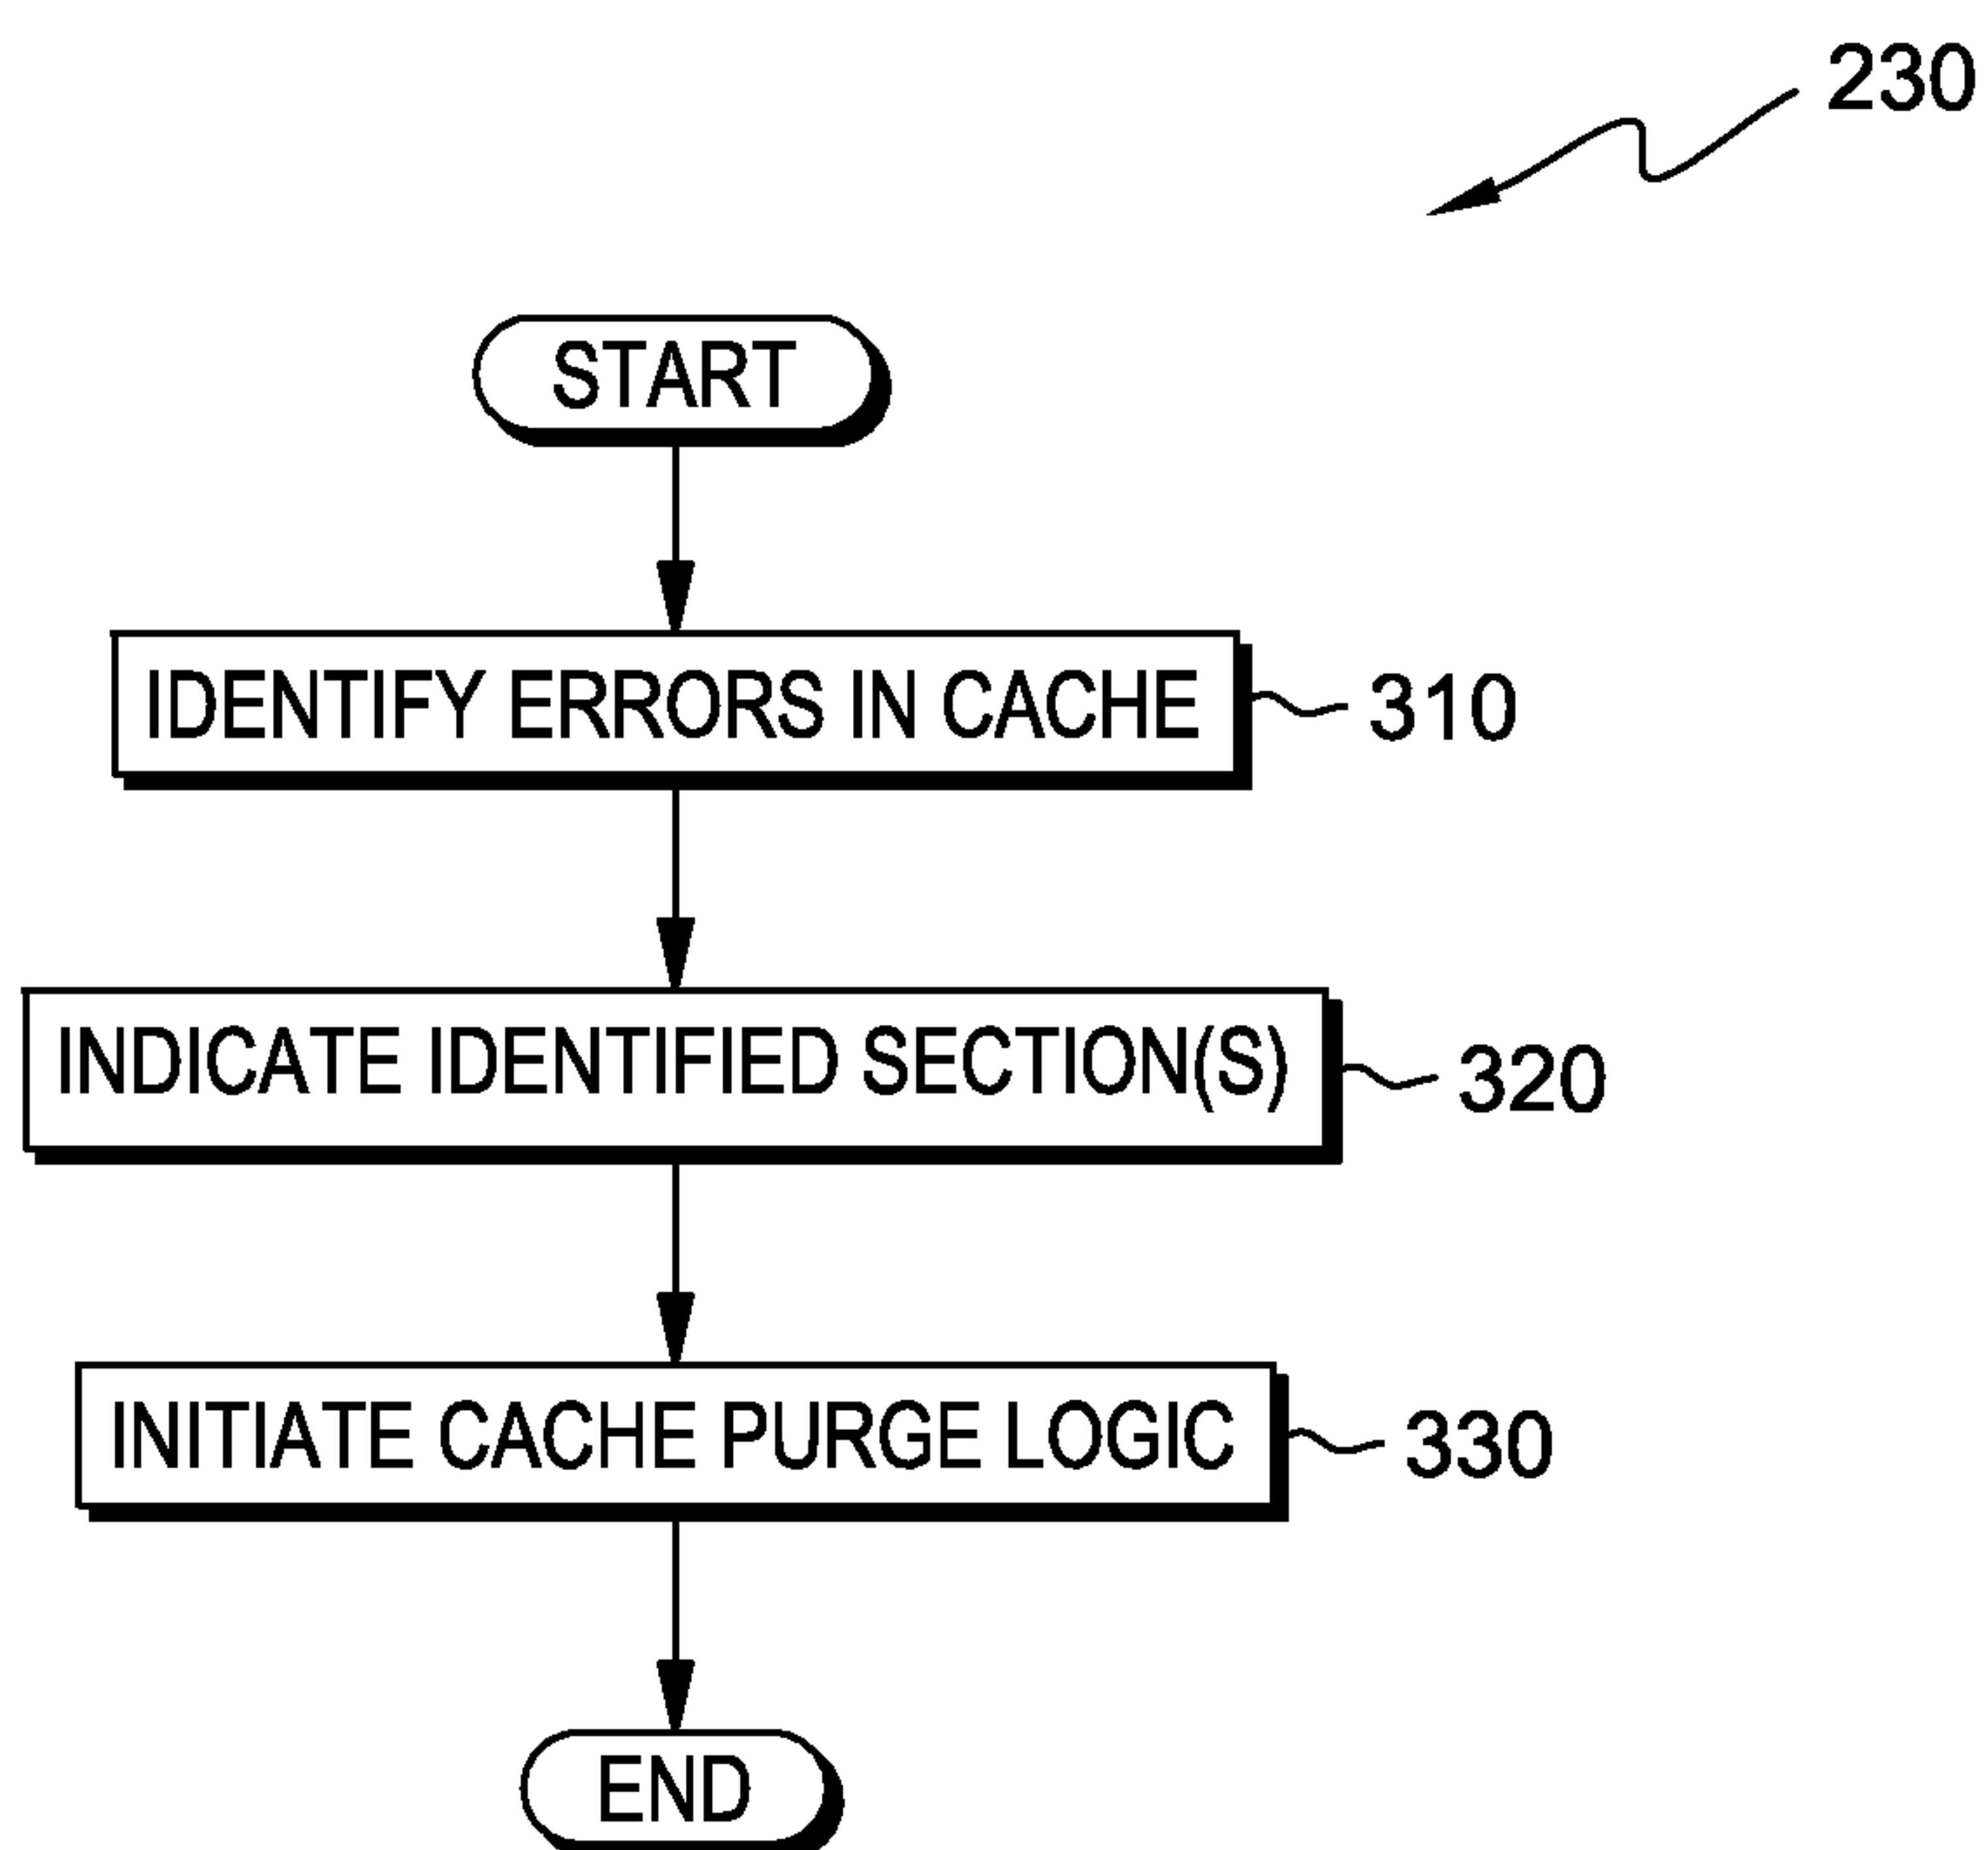 230
START
IDENTIFY ERRORS IN CACHE
310
INDICATE IDENTIFIED SECTION(S)
320
INITIATE CACHE PURGE LOGIC
330
END